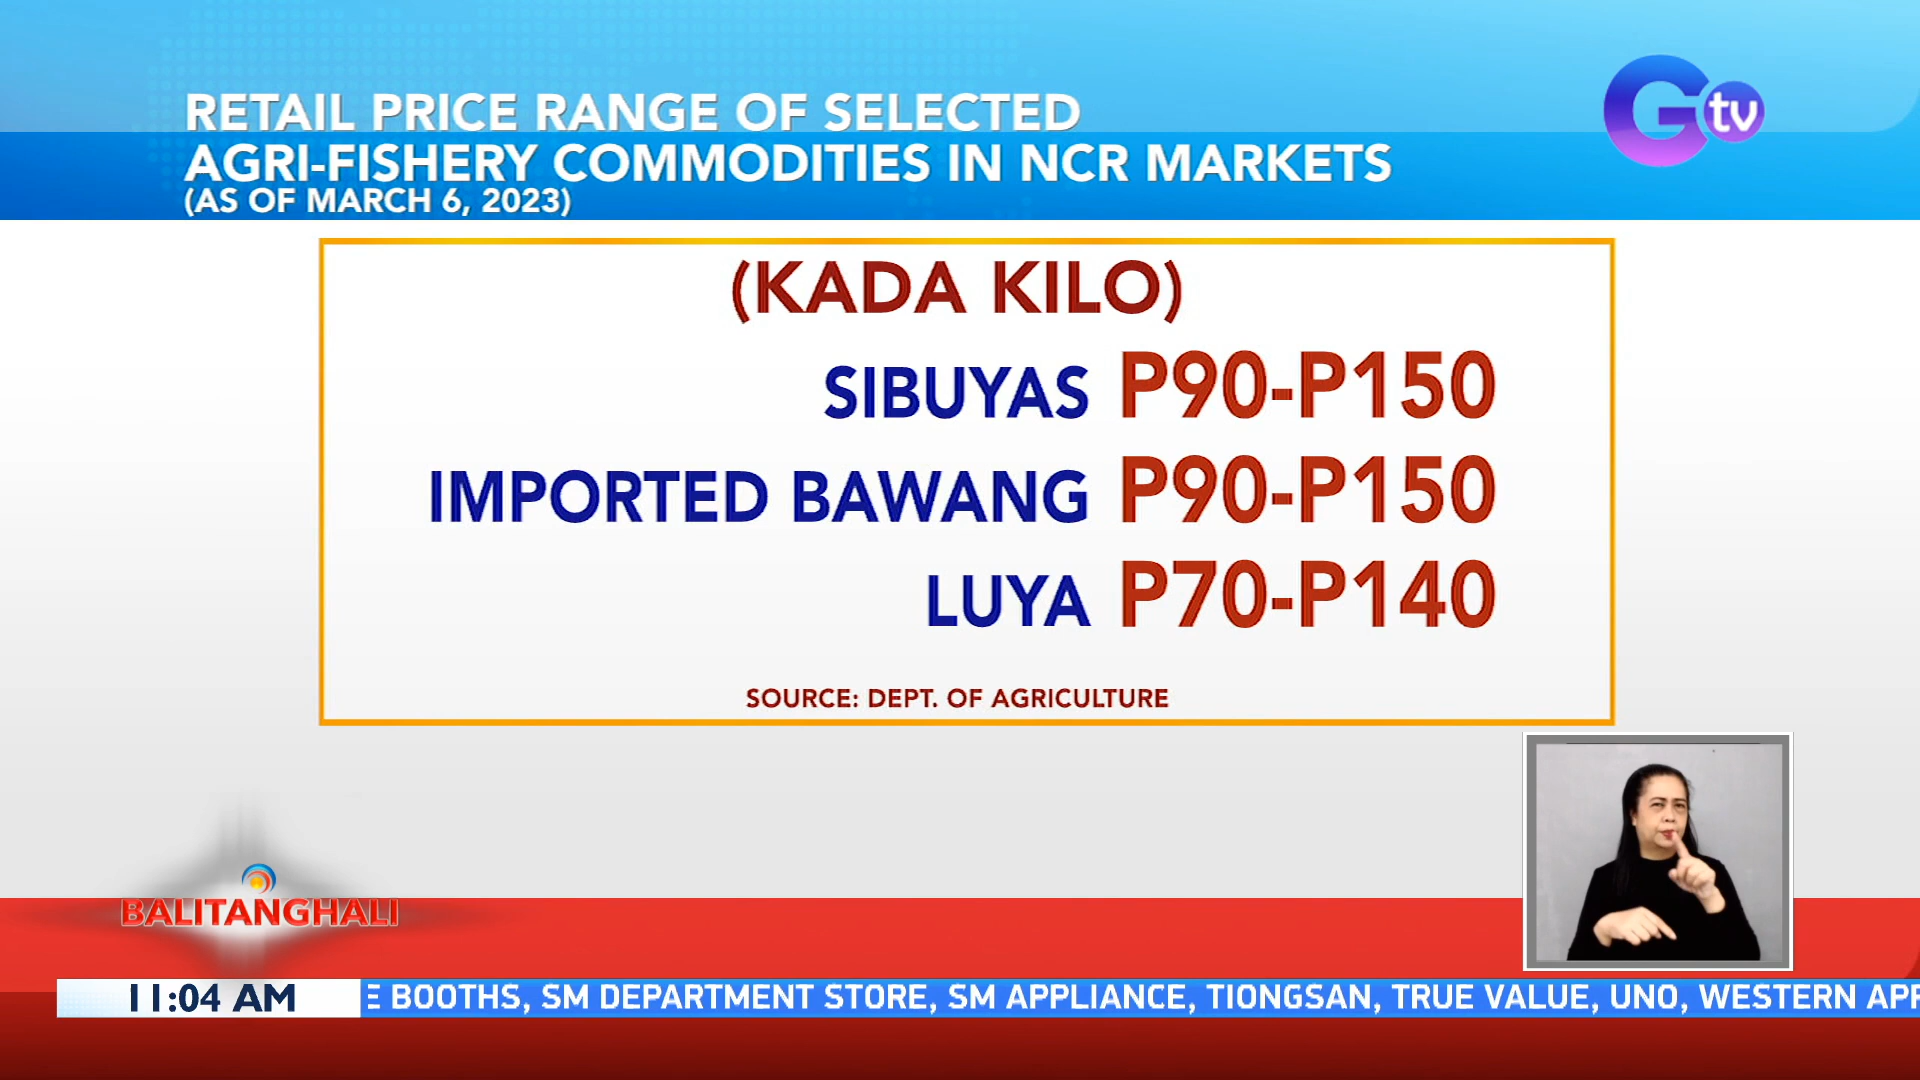 RETAIL PRICE RANGE OF SELECTED
AGRI-FISHERY COMMODITIES IN NCR MARKETS
(AS OF MARCH 6, 2023)
G tv
(KADA KILO)
SIBUYAS P90-P150
IMPORTED BAWANG P90-P150
LUYA P70-P140
SOURCE: DEPT. OF AGRICULTURE
BALITANGHALI
11:04 AM
E BOOTHS, SM DEPARTMENT STORE, SM APPLIANCE, TIONGSAN, TRUE VALUE, UNO, WESTERN APP